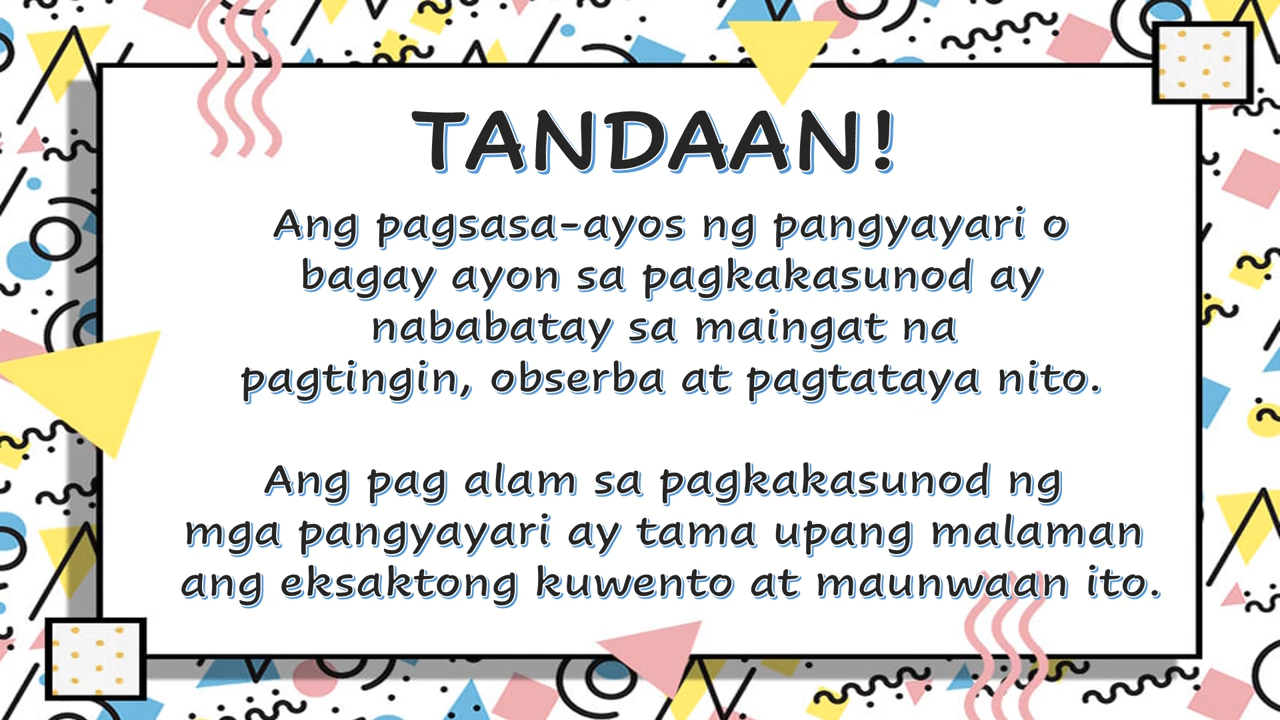 TANDAAN!
Ang pagsasa-ayos ng pangyayari o
bagay ayon sa pagkakasunod ay
nababatay sa maingat na
pagtingin, obserba at pagtataya nito.
Ang pag alam sa pagkakasunod ng
mga pangyayari ay tama upang malaman
ang eksaktong kuwento at maunwaan ito.